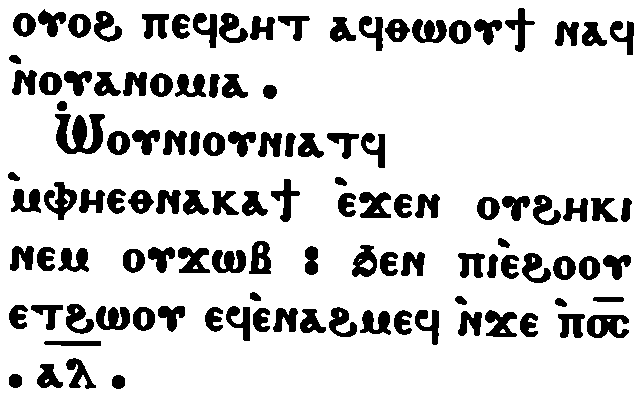 ⲟⲩⲟϩ ⲡⲉϥϩⲏⲧ ⲁϥⲑⲱⲟⲩϯ ⲛⲁϥ
ⲛ̀ⲟⲩⲁⲛⲟⲙⲓⲁ .
Ⲱ̇ⲟⲩⲛⲓⲟⲩⲛⲓⲁⲧϥ
ⲙ̀ⲫⲏⲉⲑⲛⲁⲕⲁϯ ⲉ̀ϫⲉⲛ ⲟⲩϩⲏⲕⲓ
ⲛⲉⲙ ⲟⲩϫⲱⲃ : ϧⲉⲛ ⲡⲓⲉ̀ϩⲟⲟⲩ
ⲉⲧϩⲱⲟⲩ ⲉϥⲉ̀ⲛⲁϩⲙⲉϥ ⲛ̀ϫⲉ ⲡ̀ⲟ̅ⲥ̅
. ⲁ̅ⲗ̅ .